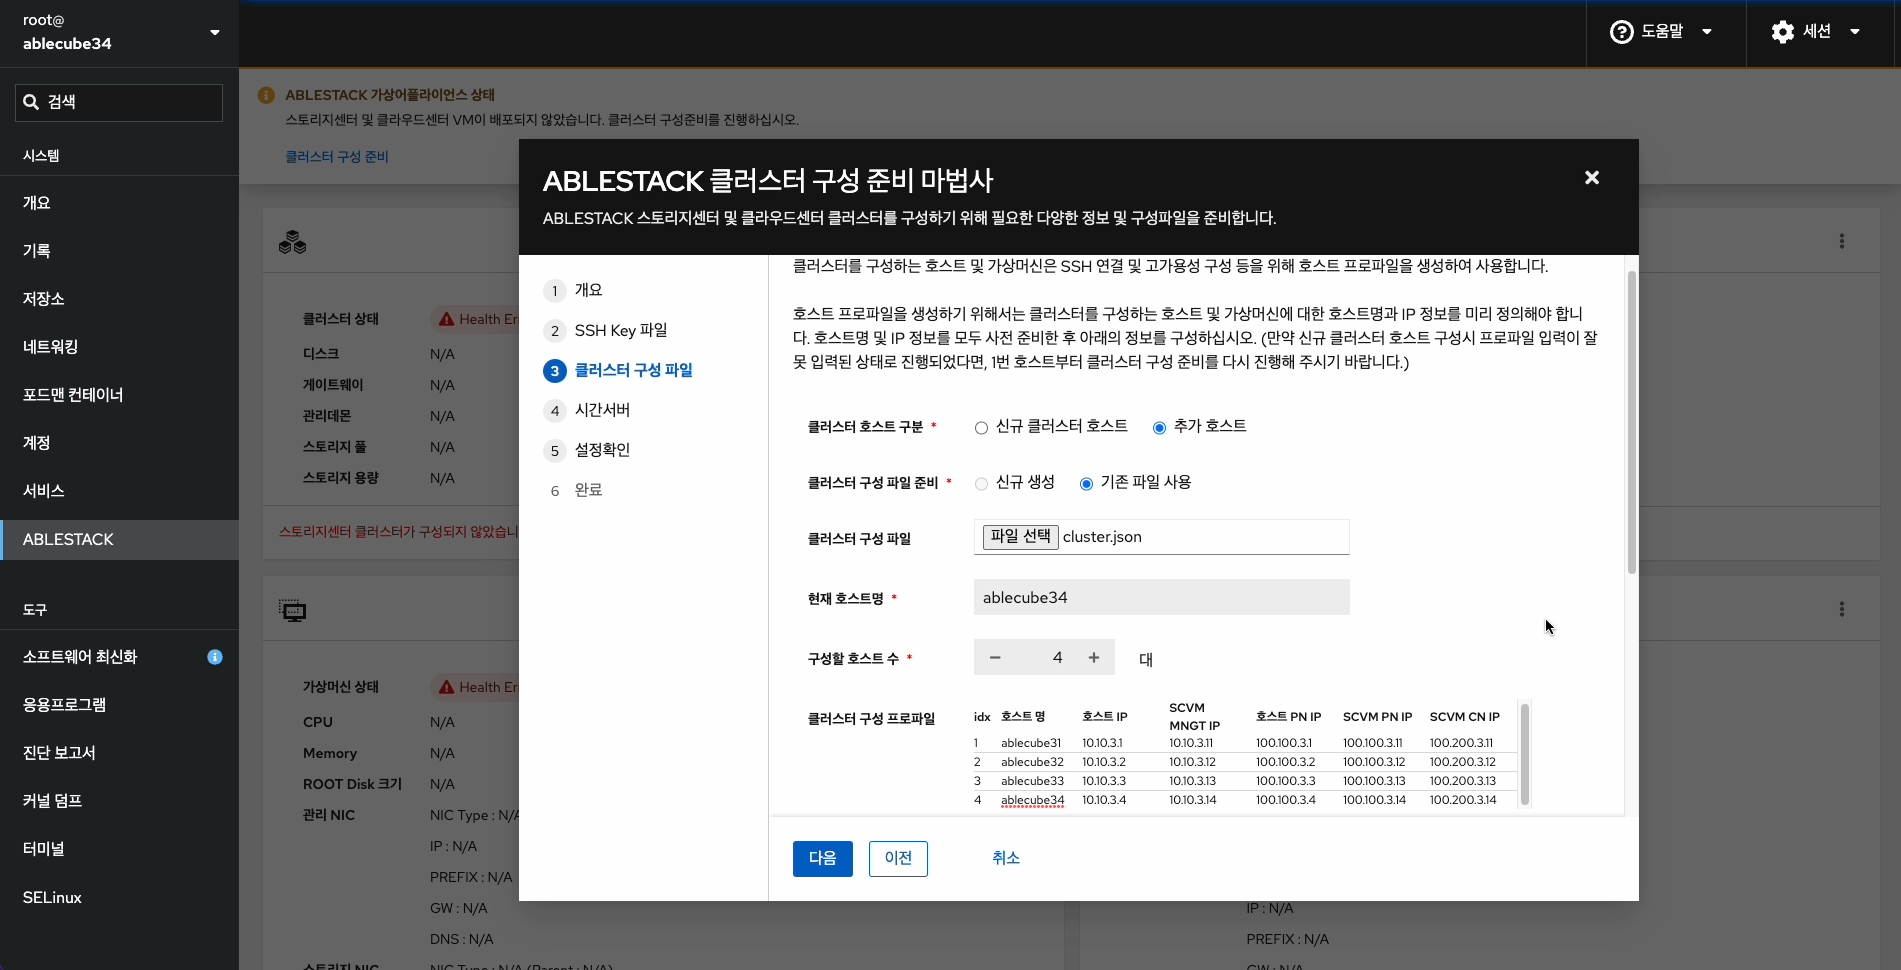 root@
ablecube34
도움말
세션
검색
시스템
개요
기록
저장소
네트워킹
포드맨 컨테이너
계정
서비스
ABLESTACK
도구
소프트웨어 최신화
응용프로그램
진단 보고서
커널 덤프
터미널
SELinux
ABLESTACK 가상어플라이언스 상태
스토리지센터 및 클라우드센터 VM이 배포되지 않았습니다. 클러스터 구성준비를 진행하십시오.
클러스터 구성 준비
클러스터 상태 Health Er
디스크 N/A
게이트웨이 N/A
관리데몬 N/A
스토리지 풀 N/A
스토리지 용량 N/A
스토리지센터 클러스터가 구성되지 않았습니
가상머신 상태 Health Er
CPU N/A
Memory N/A
ROOT Disk 크기 N/A
관리 NIC NIC Type : N/A
IP : N/A
PREFIX : N/A
GW : N/A
DNS : N/A
스토리지 NIC NIC Type : N/A (Parent : N/A)
IP : N/A
PREFIX : N/A
GW : N/A
ABLESTACK 클러스터 구성 준비 마법사
ABLESTACK 스토리지센터 및 클라우드센터 클러스터를 구성하기 위해 필요한 다양한 정보 및 구성파일을 준비합니다.
1 개요
2 SSH Key 파일
3 클러스터 구성 파일
4 시간서버
5 설정확인
6 완료
클러스터를 구성하는 호스트 및 가상머신은 SSH 연결 및 고가용성 구성 등을 위해 호스트 프로파일을 생성하여 사용합니다.
호스트 프로파일을 생성하기 위해서는 클러스터를 구성하는 호스트 및 가상머신에 대한 호스트명과 IP 정보를 미리 정의해야 합니
다. 호스트명 및 IP 정보를 모두 사전 준비한 후 아래의 정보를 구성하십시오. (만약 신규 클러스터 호스트 구성시 프로파일 입력이 잘
못 입력된 상태로 진행되었다면, 1번 호스트부터 클러스터 구성 준비를 다시 진행해 주시기 바랍니다.)
클러스터 호스트 구분 * 신규 클러스터 호스트 추가 호스트
클러스터 구성 파일 준비 * 신규 생성 기존 파일 사용
클러스터 구성 파일 파일 선택 cluster.json
현재 호스트명 * ablecube34
구성할 호스트 수 * − 4 + 대
클러스터 구성 프로파일
idx 호스트 명 호스트 IP SCVM MNGT IP 호스트 PN IP SCVM PN IP SCVM CN IP
1 ablecube31 10.10.3.1 10.10.3.11 100.100.3.1 100.100.3.11 100.200.3.11
2 ablecube32 10.10.3.2 10.10.3.12 100.100.3.2 100.100.3.12 100.200.3.12
3 ablecube33 10.10.3.3 10.10.3.13 100.100.3.3 100.100.3.13 100.200.3.13
4 ablecube34 10.10.3.4 10.10.3.14 100.100.3.4 100.100.3.14 100.200.3.14
다음 이전 취소